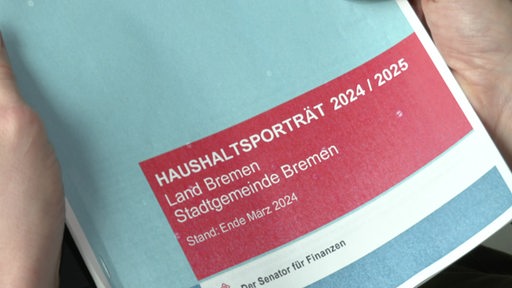 HAUSHALTSPORTRÄT 2024 / 2025
Land Bremen
Stadtgemeinde Bremen
Stand: Ende März 2024
Der Senator für Finanzen